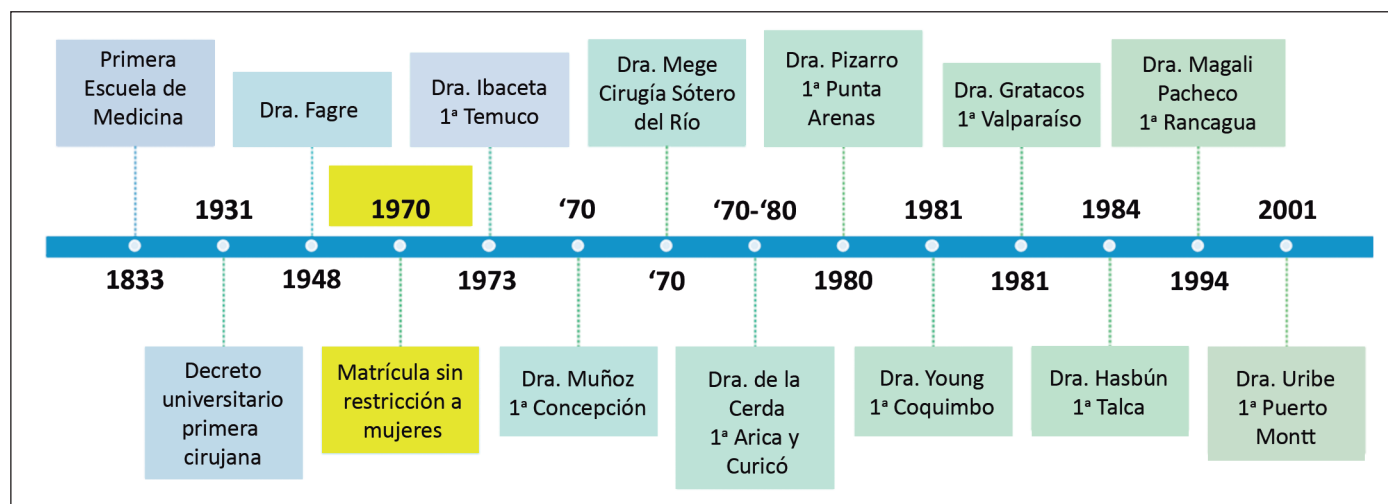 Primera
Escuela de
Medicina
Dra. Fagre
Dra. Ibaceta
1ª Temuco
Dra. Mege
Cirugía Sótero
del Río
Dra. Pizarro
1ª Punta
Arenas
Dra. Gratacos
1ª Valparaíso
Dra. Magali
Pacheco
1ª Rancagua
1931
1970
‘70
‘70-‘80
1981
1984
2001
1833
1948
1973
‘70
1980
1981
1994
Decreto
universitario
primera
cirujana
Matrícula sin
restricción a
mujeres
Dra. Muñoz
1ª Concepción
Dra. de la
Cerda
1ª Arica y
Curicó
Dra. Young
1ª Coquimbo
Dra. Hasbún
1ª Talca
Dra. Uribe
1ª Puerto
Montt